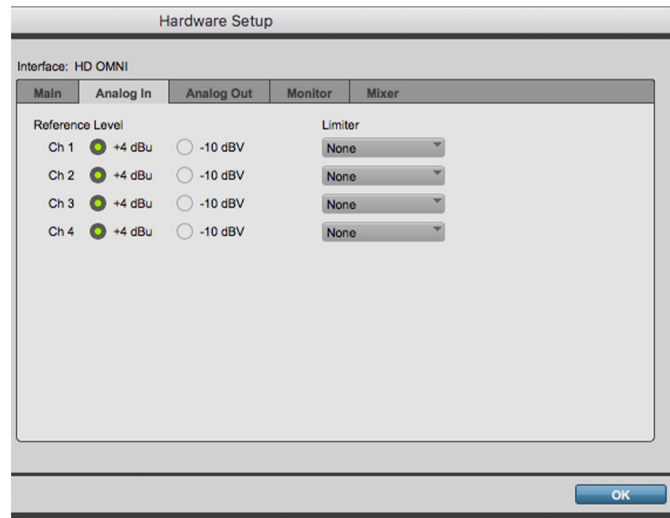 Hardware Setup
Interface: HD OMNI
Main Analog In Analog Out Monitor Mixer
Reference Level Limiter
Ch 1 +4 dBu -10 dBV None
Ch 2 +4 dBu -10 dBV None
Ch 3 +4 dBu -10 dBV None
Ch 4 +4 dBu -10 dBV None
OK